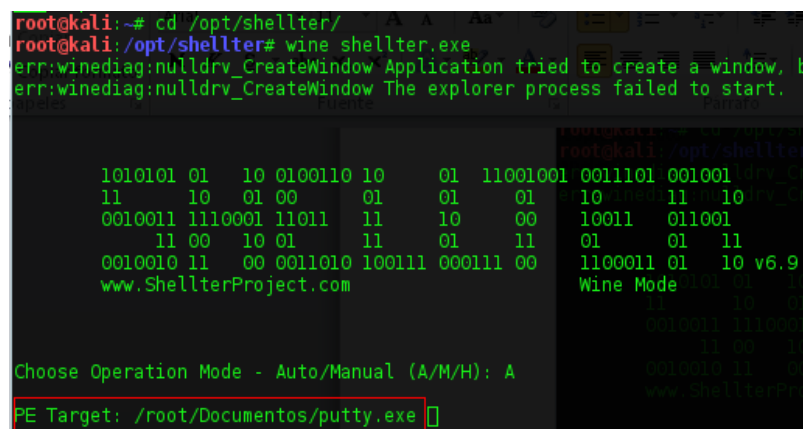 root@kali:~# cd /opt/shellter/
root@kali:/opt/shellter# wine shellter.exe
err:winediag:nulldrv_CreateWindow Application tried to create a window, b
err:winediag:nulldrv_CreateWindow The explorer process failed to start.
1010101 01 10 0100110 10 01 11001001 0011101 001001
11 10 01 00 01 01 01 10 11 10
0010011 1110001 11011 11 10 00 10011 011001
11 00 10 01 11 01 11 01 01 11
0010010 11 00 0011010 100111 000111 00 1100011 01 10 v6.9
www.ShellterProject.com Wine Mode
Choose Operation Mode - Auto/Manual (A/M/H): A
PE Target: /root/Documentos/putty.exe